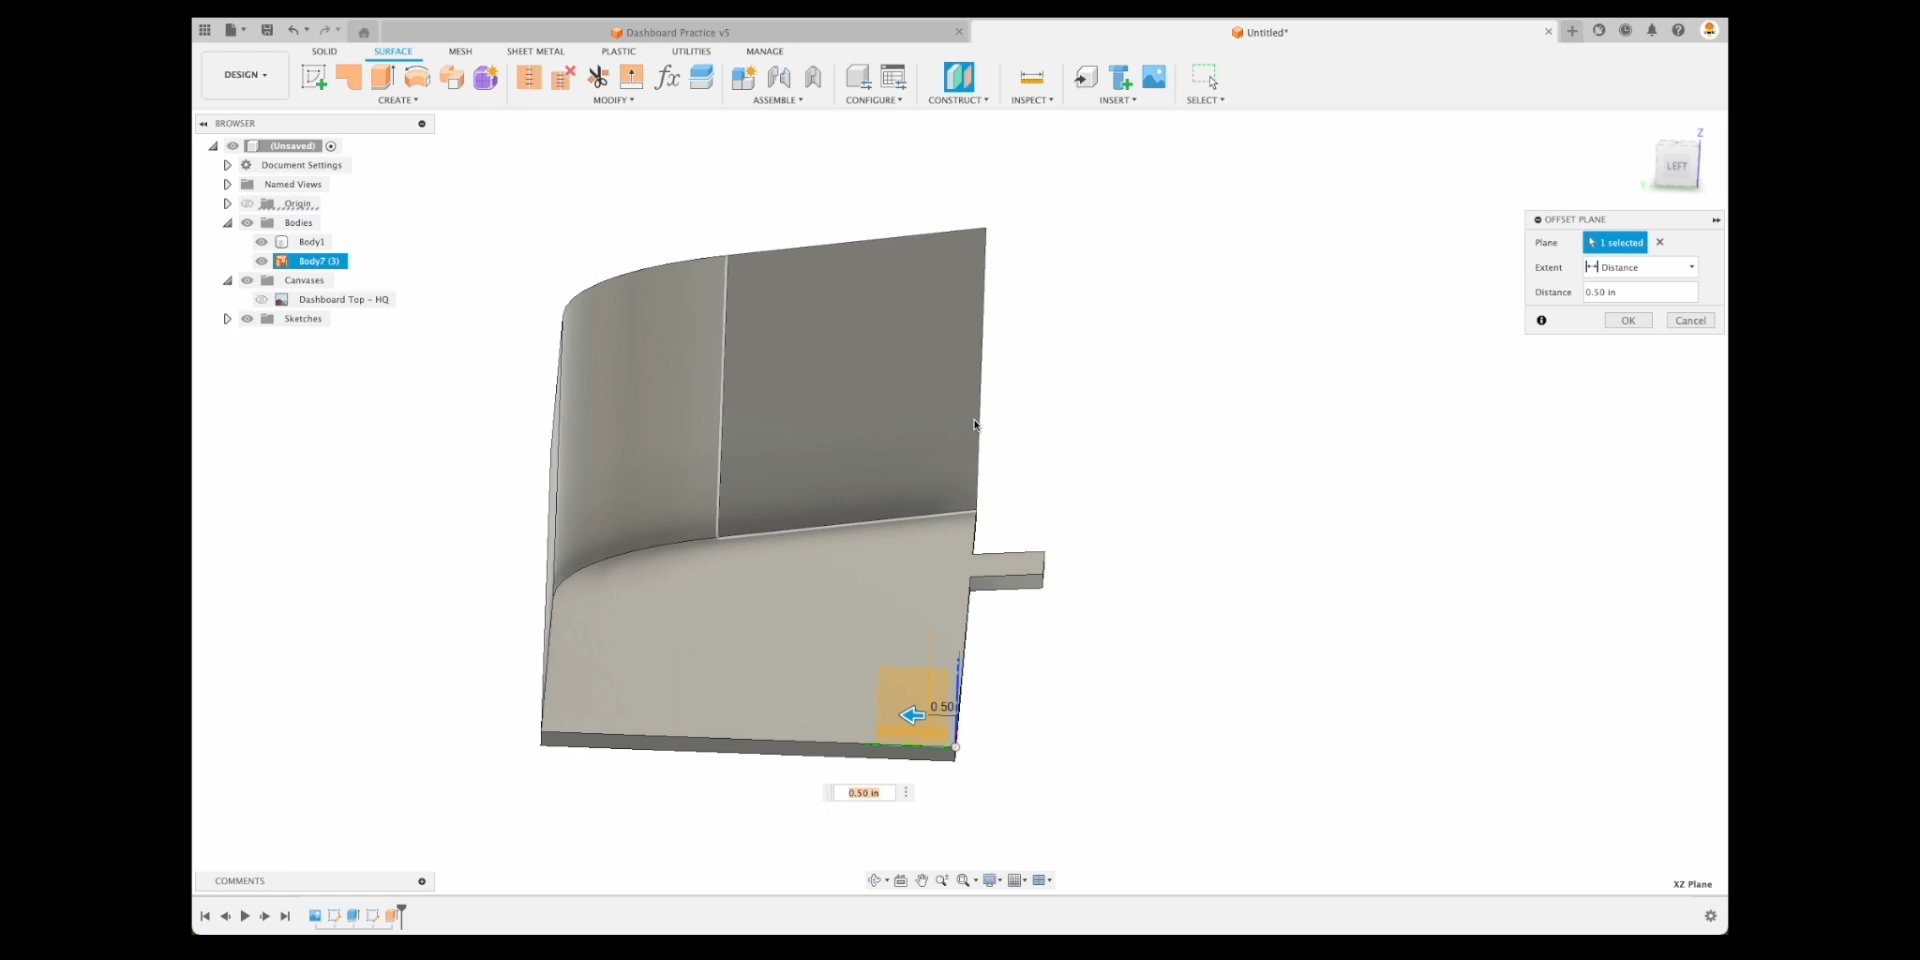 Dashboard Practice v5
Untitled*
DESIGN
SOLID
SURFACE
MESH
SHEET METAL
PLASTIC
UTILITIES
MANAGE
fx
CREATE
MODIFY
ASSEMBLE
CONFIGURE
CONSTRUCT
INSPECT
INSERT
SELECT
BROWSER
(Unsaved)
Document Settings
Named Views
Origin
Bodies
Body1
Body7 (3)
Canvases
Dashboard Top - HQ
Sketches
Z
LEFT
Y
OFFSET PLANE
Plane
1 selected
Extent
Distance
Distance
0.50 in
OK
Cancel
0.50
0.50 in
COMMENTS
XZ Plane